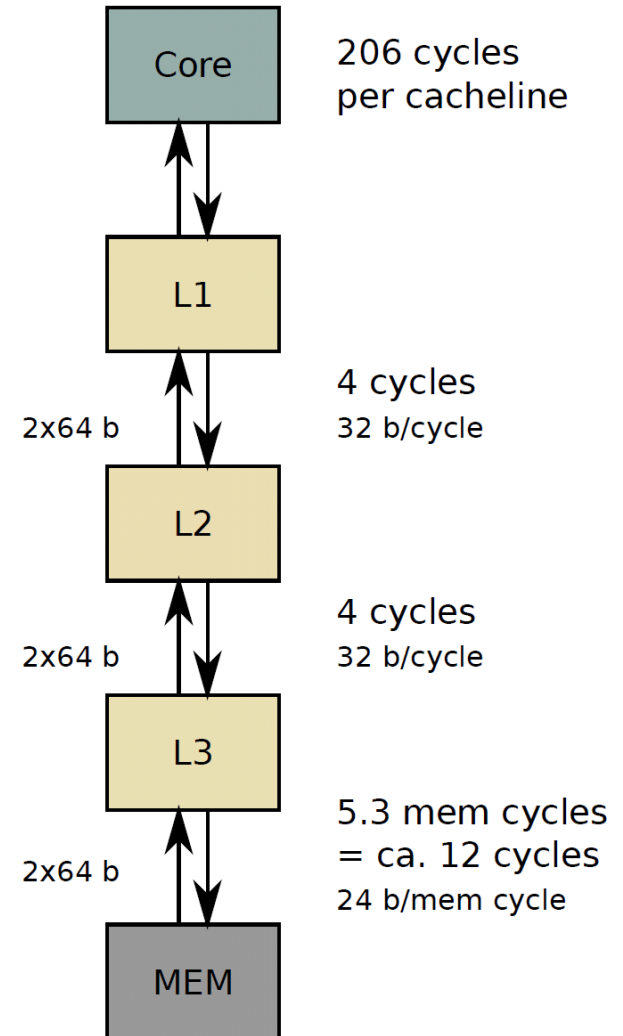 Core
206 cycles
per cacheline
L1
4 cycles
2x64 b
32 b/cycle
L2
4 cycles
2x64 b
32 b/cycle
L3
5.3 mem cycles
= ca. 12 cycles
2x64 b
24 b/mem cycle
MEM